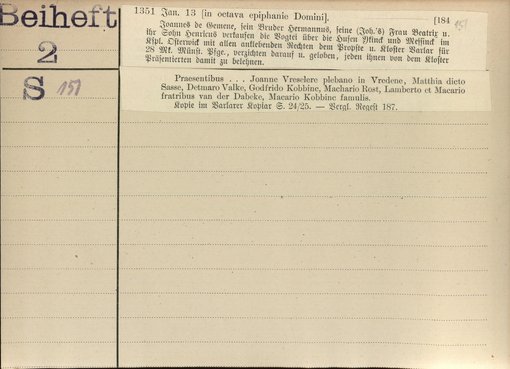 Beiheft
2
S 151
1351 Jan. 13 [in octava epiphanie Domini]. [184 151
Joannes de Gemene, sein Bruder Hermannus, seine (Joh.'s) Frau Beatrix u.
ihr Sohn Henricus verkaufen die Vogtei über die Hufen Ykinck und Messinck im
Kspl. Osterwick mit allen anklebenden Rechten dem Propste u. Kloster Varlar für
28 Mk. Münst. Pfge., verzichten darauf u. geloben, jeden ihnen von dem Kloster
Präsentierten damit zu belehnen.
Praesentibus . . . Joanne Vreselere plebano in Vredene, Matthia dicto
Sasse, Detmaro Valke, Godfrido Kobbinc, Machario Rost, Lamberto et Macario
fratribus van der Dabeke, Macario Kobbinc famulis.
Kopie im Varlarer Kopiar S. 24/25. — Vergl. Regest 187.